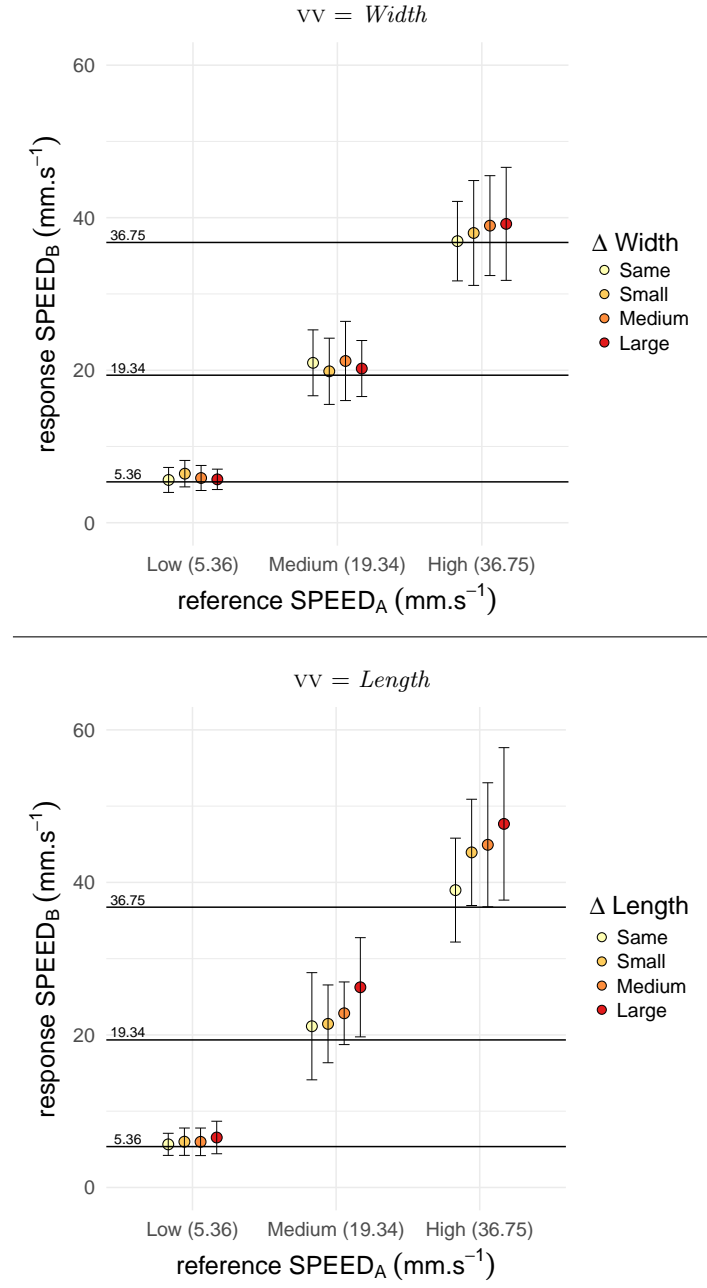 VV = Width
60
40
20
0
response SPEED_B (mm.s⁻¹)
36.75
19.34
5.36
Low (5.36) Medium (19.34) High (36.75)
reference SPEED_A (mm.s⁻¹)
Δ Width
Same
Small
Medium
Large
VV = Length
60
40
20
0
response SPEED_B (mm.s⁻¹)
36.75
19.34
5.36
Low (5.36) Medium (19.34) High (36.75)
reference SPEED_A (mm.s⁻¹)
Δ Length
Same
Small
Medium
Large